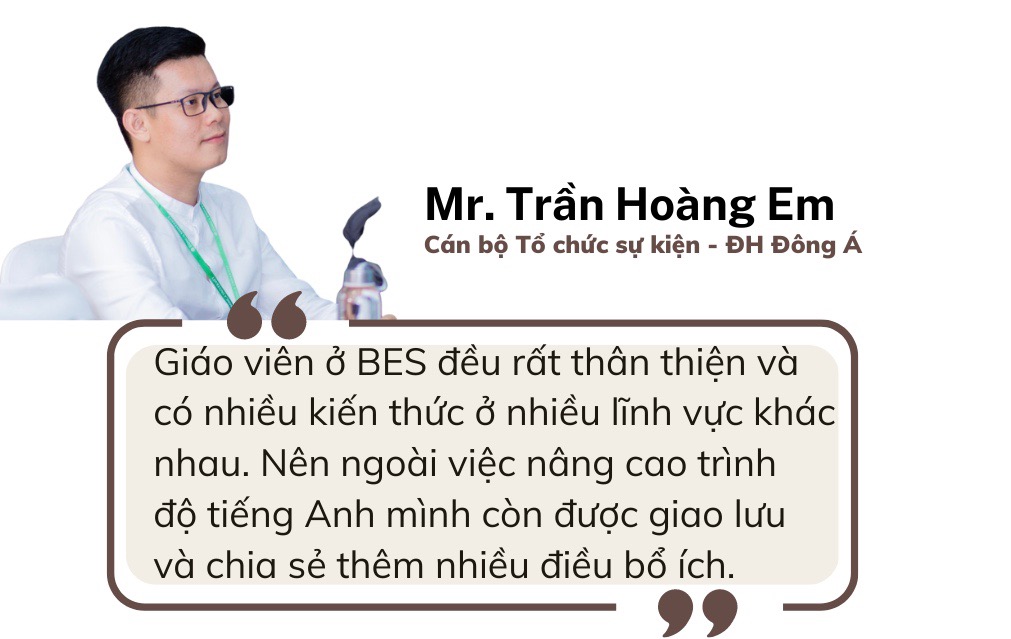 Mr. Trần Hoàng Em
Cán bộ Tổ chức sự kiện - ĐH Đông Á
Giáo viên ở BES đều rất thân thiện và
có nhiều kiến thức ở nhiều lĩnh vực khác
nhau. Nên ngoài việc nâng cao trình
độ tiếng Anh mình còn được giao lưu
và chia sẻ thêm nhiều điều bổ ích.